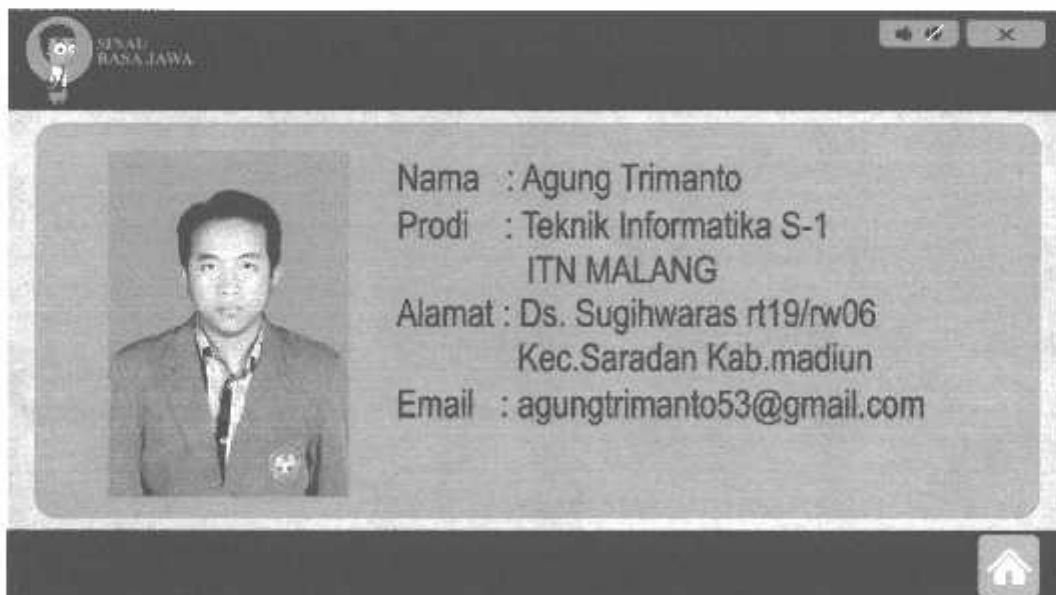 BASA JAWA
Nama : Agung Trimanto
Prodi : Teknik Informatika S-1
ITN MALANG
Alamat : Ds. Sugihwaras rt19/rw06
Kec.Saradan Kab.madiun
Email : agungtrimanto53@gmail.com